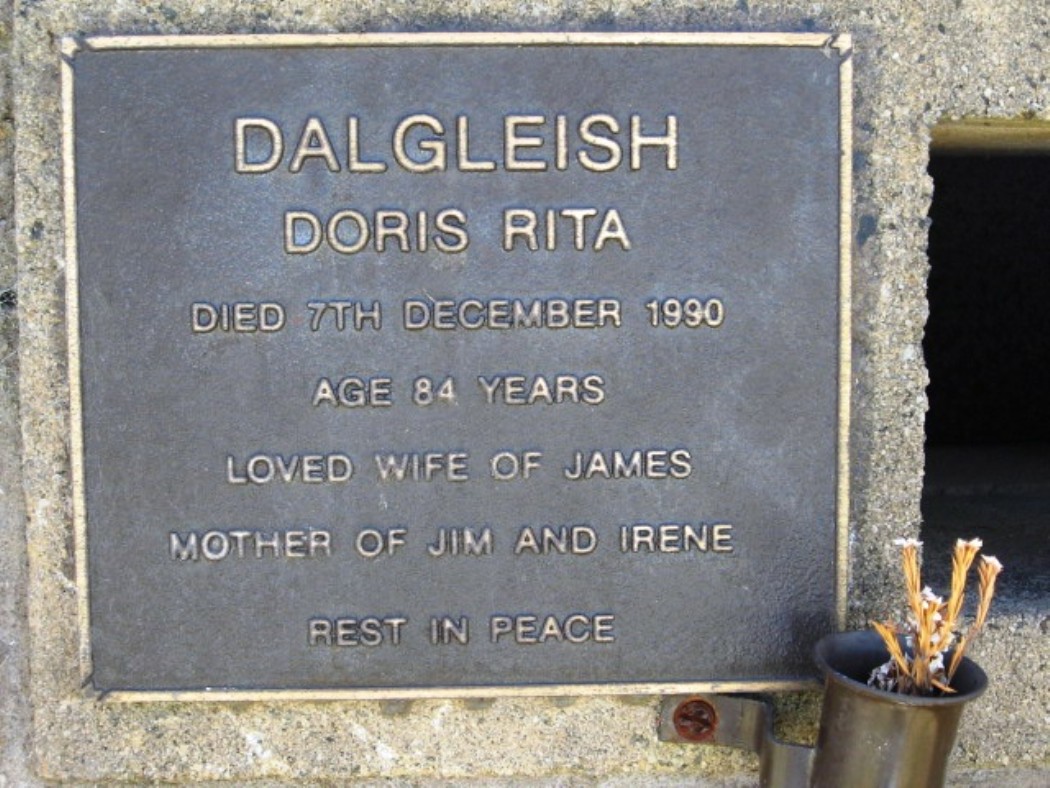 DALGLEISH
DORIS RITA
DIED 7TH DECEMBER 1990
AGE 84 YEARS
LOVED WIFE OF JAMES
MOTHER OF JIM AND IRENE
REST IN PEACE